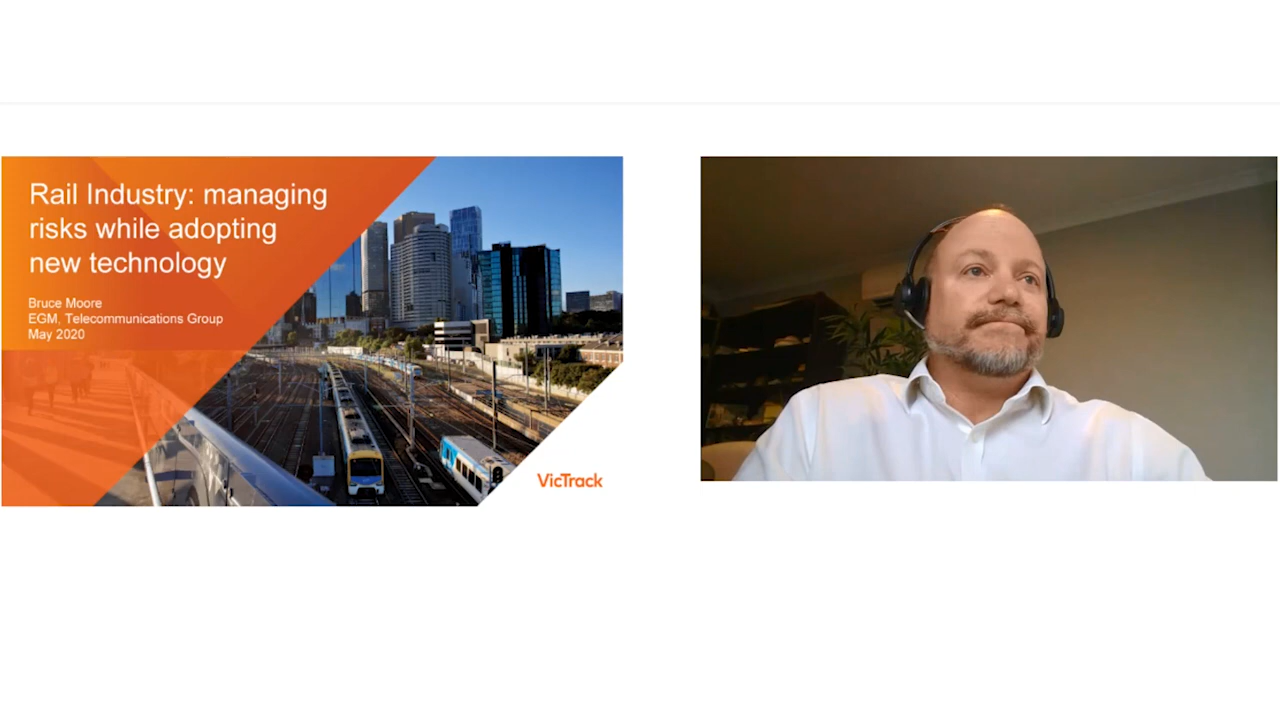 Rail Industry: managing
risks while adopting
new technology
Bruce Moore
EGM, Telecommunications Group
May 2020
VicTrack